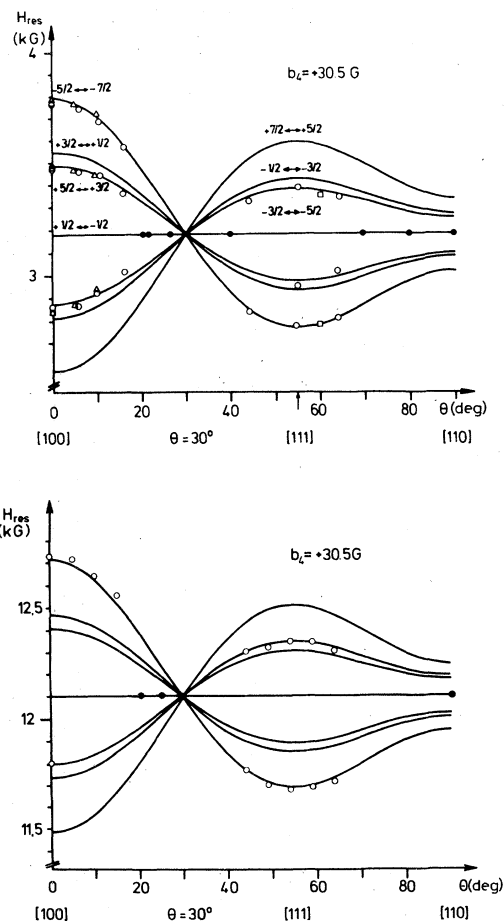 Hres
(kG)
4
b4=+30.5 G
-5/2↔-7/2
+7/2↔+5/2
+3/2↔+1/2
-1/2↔-3/2
+5/2↔+3/2
-3/2↔-5/2
+1/2↔-1/2
3
0 20 40 60 80 θ(deg)
[100] θ=30° [111] [110]
Hres
(kG)
b4=+30.5G
12,5
12
11,5
0 20 40 60 80 θ(deg)
[100] θ=30° [111] [110]